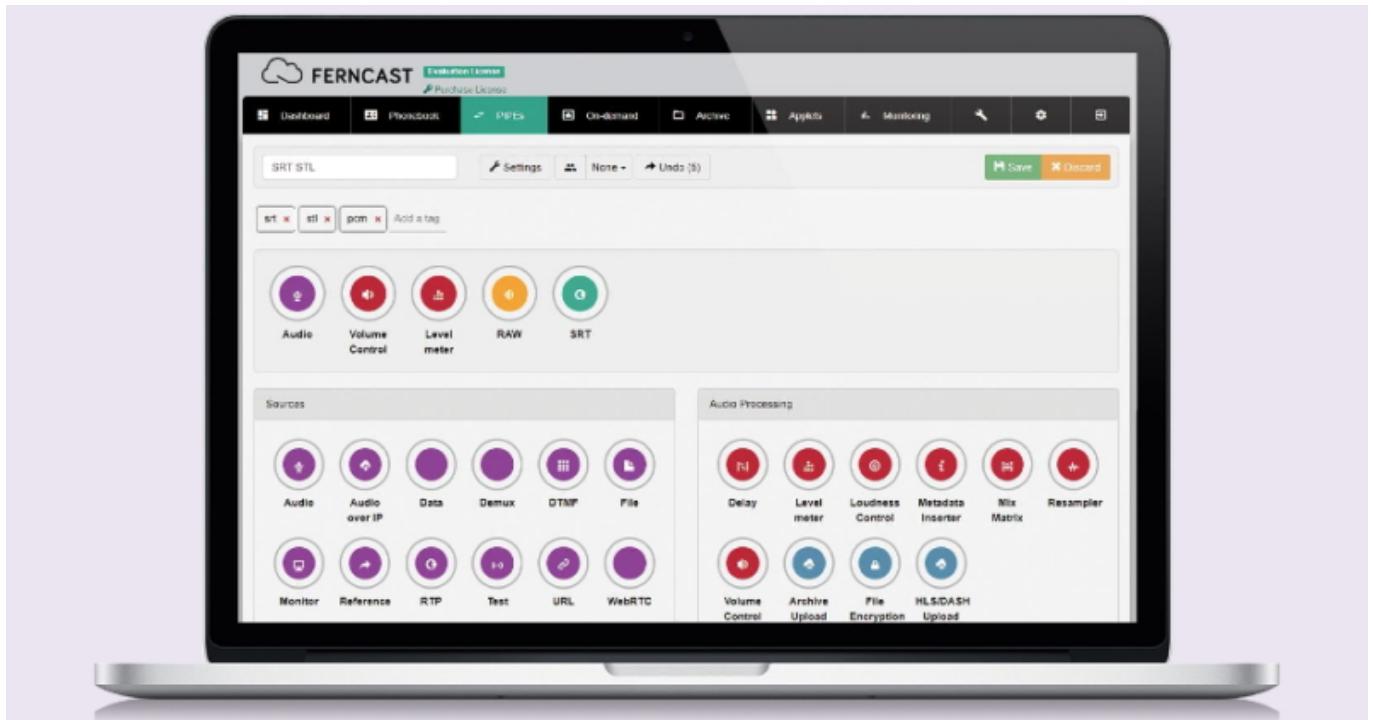 FERNCAST
Evaluation License
Purchase License
Dashboard Phonebook PIPEs On-demand Archive Applets Monitoring
SRT STL
Settings None Undo (5) Save Discard
srt stl pcm Add a tag
Audio Volume Control Level meter RAW SRT
Sources
Audio Audio over IP Data Demux DTMF File
Monitor Reference RTP Test URL WebRTC
Audio Processing
Delay Level meter Loudness Control Metadata Inserter Mix Matrix Resampler
Volume Control Archive Upload File Encryption HLS/DASH Upload